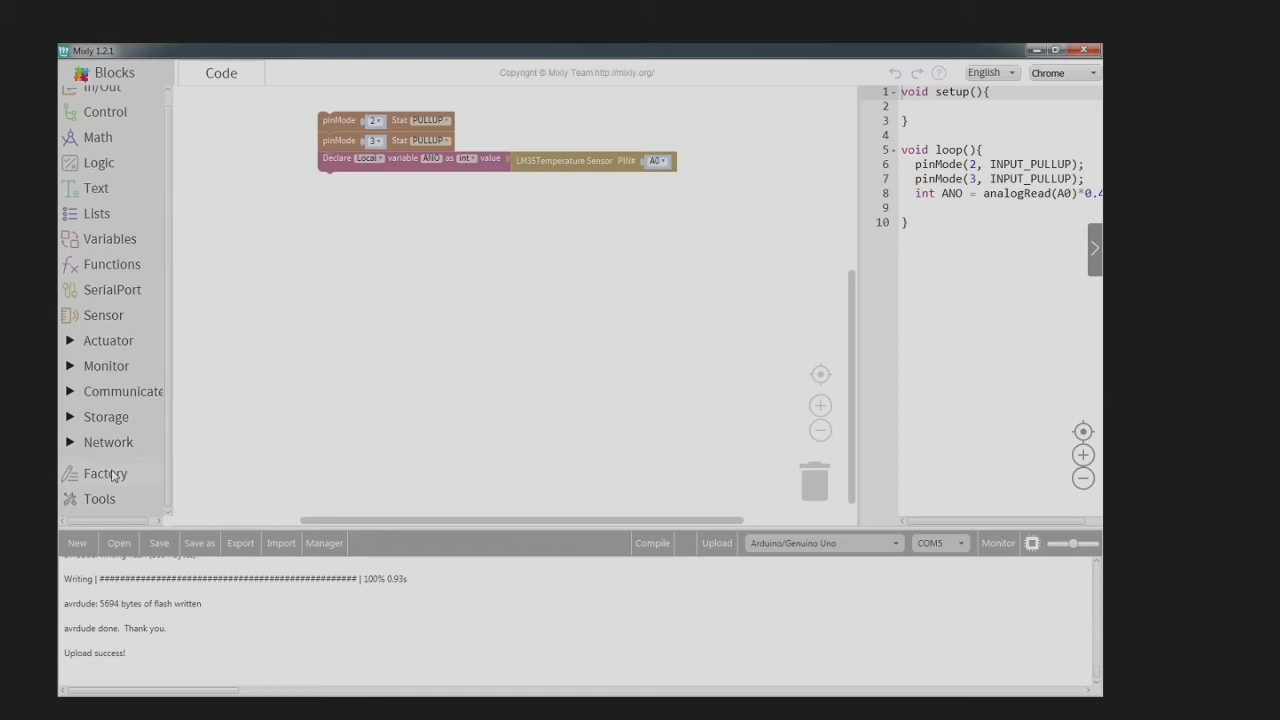 Mixly 1.2.1
Blocks
Code
Copyright © Mixly Team http://mixly.org/
English
Chrome
In/Out
Control
Math
Logic
Text
Lists
Variables
Functions
SerialPort
Sensor
Actuator
Monitor
Communicate
Storage
Network
Factory
Tools
pinMode 2 Stat PULLUP
pinMode 3 Stat PULLUP
Declare Local variable ANO as int value LM35Temperature Sensor PIN# A0
1 void setup(){
2
3 }
4
5 void loop(){
6 pinMode(2, INPUT_PULLUP);
7 pinMode(3, INPUT_PULLUP);
8 int ANO = analogRead(A0)*0.4
9
10 }
New Open Save Save as Export Import Manager Compile Upload Arduino/Genuino Uno COM5 Monitor
Writing | ################################################## | 100% 0.93s
avrdude: 5694 bytes of flash written
avrdude done. Thank you.
Upload success!